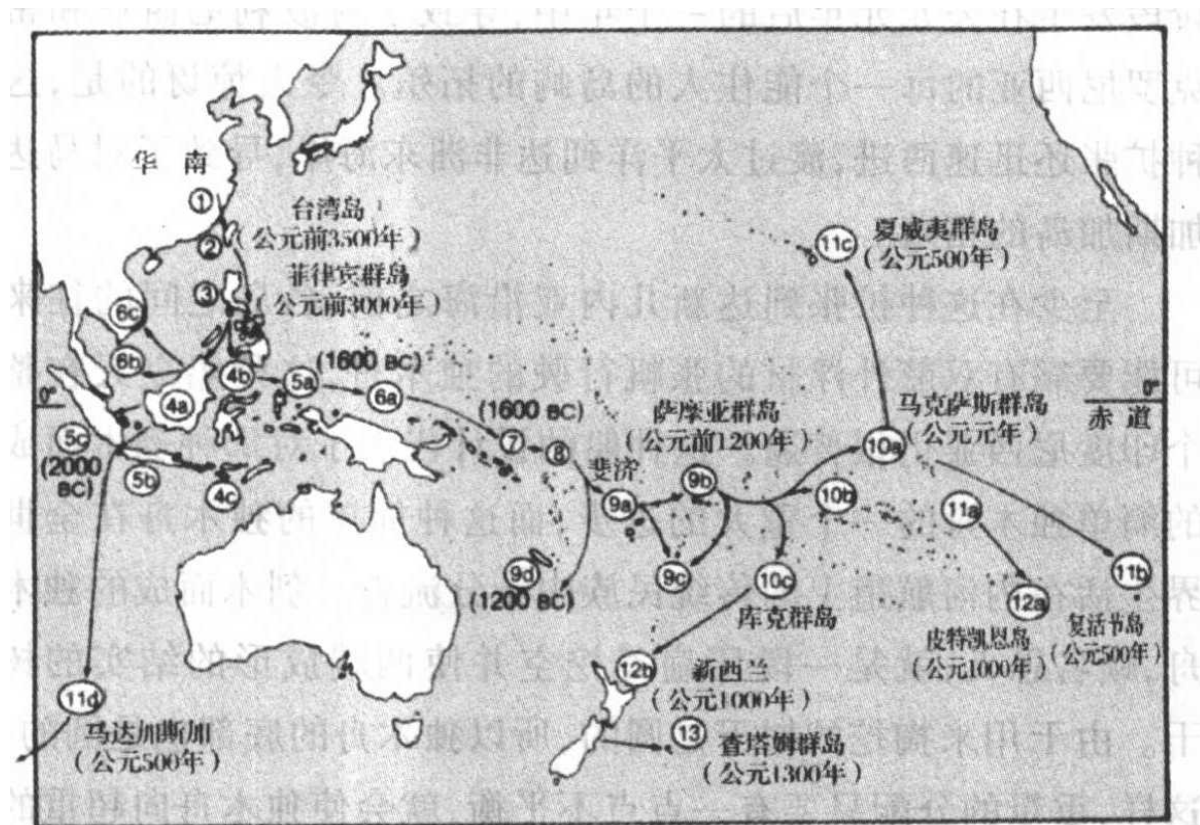 华 南
①
台湾岛
(公元前3500年)
②
菲律宾群岛
(公元前3000年)
③
11c
夏威夷群岛
(公元500年)
6c
6b
4b
5a
(1600 BC)
6a
(1600 BC)
⑦
⑧
萨摩亚群岛
(公元前1200年)
马克萨斯群岛
(公元元年)
10a
0°
赤 道
0°
4a
5c
(2000
BC)
5b
4c
斐济
9a
9b
10b
11a
9d
(1200 BC)
9c
10c
库克群岛
12a
皮特凯恩岛
(公元1000年)
11b
复活节岛
(公元500年)
11d
马达加斯加
(公元500年)
12b
新西兰
(公元1000年)
⑬
查塔姆群岛
(公元1300年)